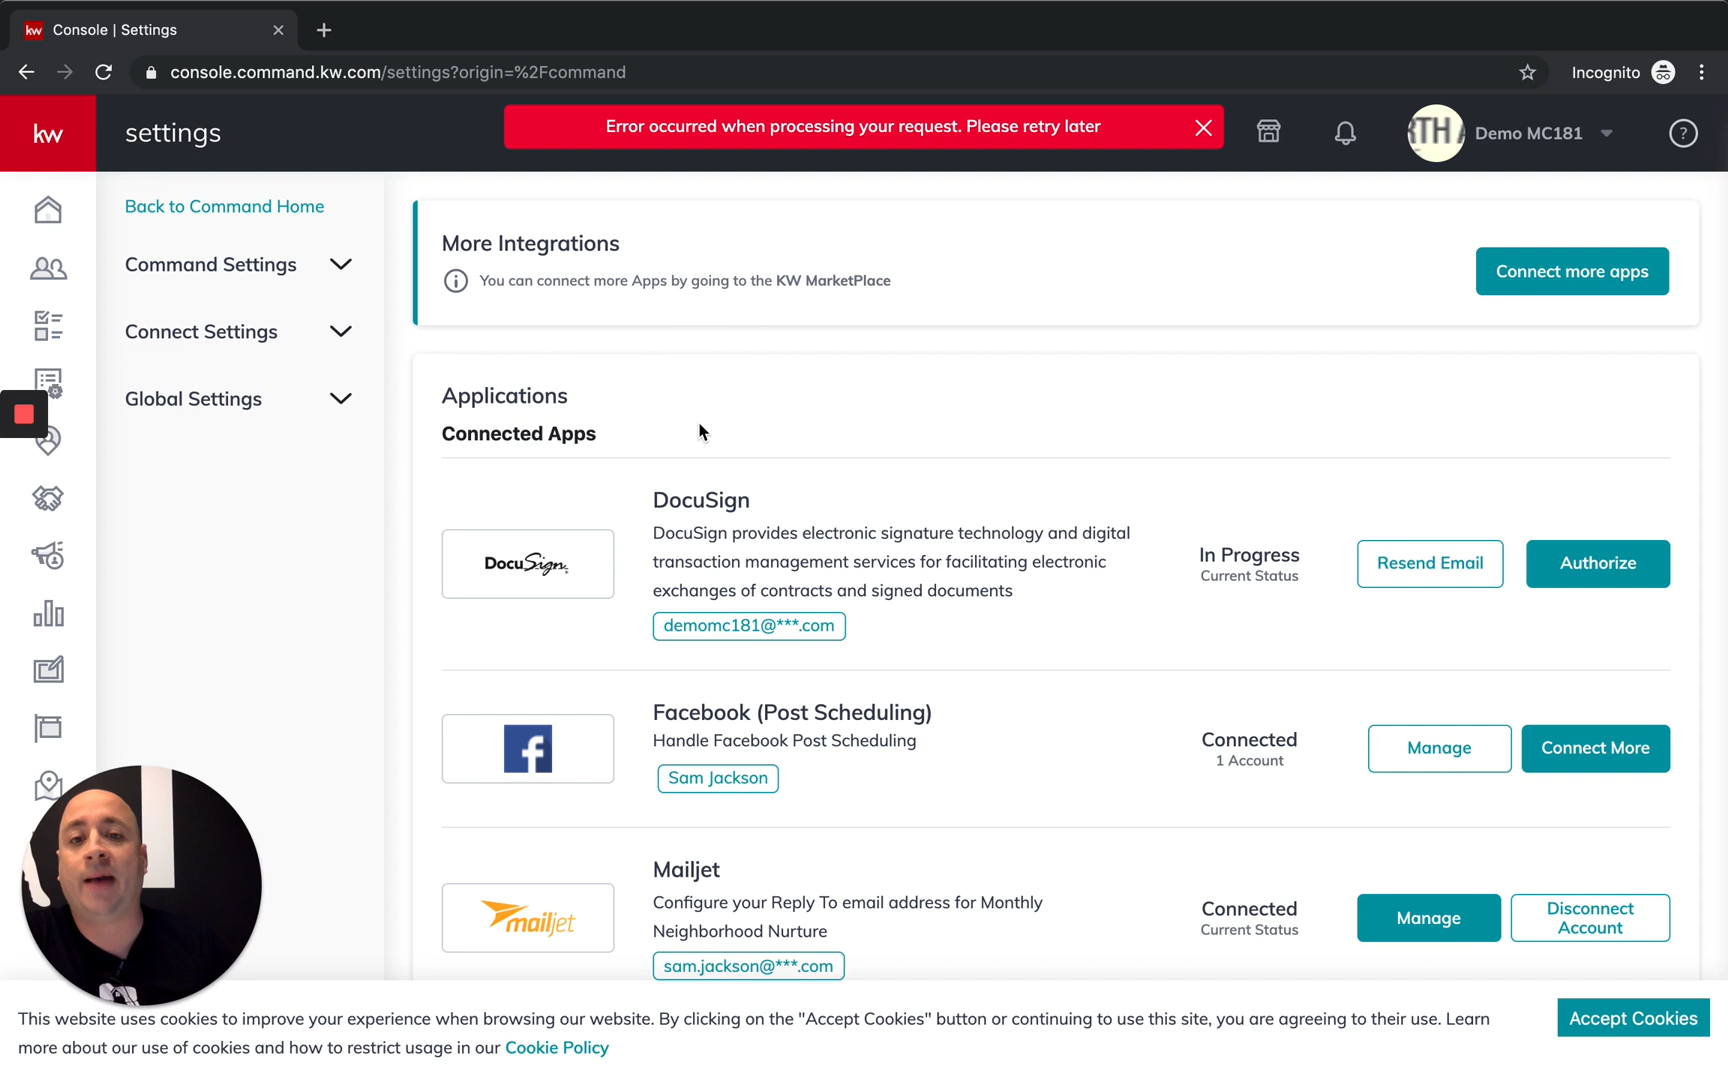 kw Console | Settings
console.command.kw.com/settings?origin=%2Fcommand
Incognito
kw
settings
Error occurred when processing your request. Please retry later
RTH A
Demo MC181
?
Back to Command Home
Command Settings
Connect Settings
Global Settings
More Integrations
You can connect more Apps by going to the KW MarketPlace
Connect more apps
Applications
Connected Apps
DocuSign
DocuSign
DocuSign provides electronic signature technology and digital
transaction management services for facilitating electronic
exchanges of contracts and signed documents
demomc181@***.com
In Progress
Current Status
Resend Email
Authorize
Facebook (Post Scheduling)
Handle Facebook Post Scheduling
Sam Jackson
Connected
1 Account
Manage
Connect More
mailjet
Mailjet
Configure your Reply To email address for Monthly
Neighborhood Nurture
sam.jackson@***.com
Connected
Current Status
Manage
Disconnect
Account
This website uses cookies to improve your experience when browsing our website. By clicking on the "Accept Cookies" button or continuing to use this site, you are agreeing to their use. Learn
more about our use of cookies and how to restrict usage in our Cookie Policy
Accept Cookies